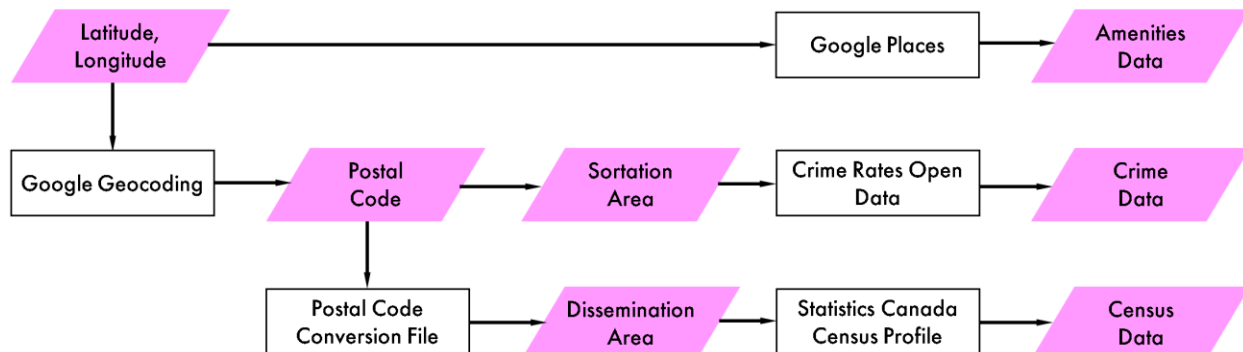 Latitude,
Longitude
Google Places
Amenities
Data
Google Geocoding
Postal
Code
Sortation
Area
Crime Rates Open
Data
Crime
Data
Postal Code
Conversion File
Dissemination
Area
Statistics Canada
Census Profile
Census
Data